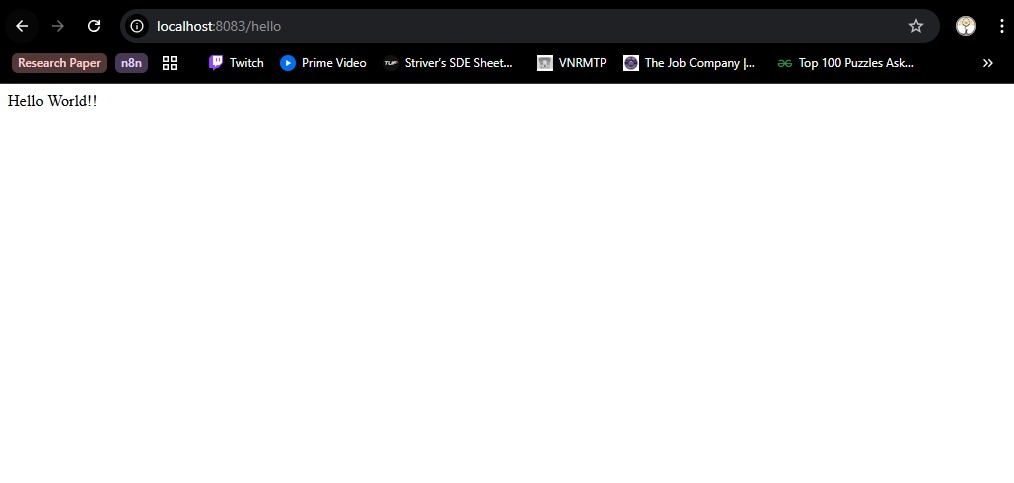 localhost:8083/hello
Research Paper n8n Twitch Prime Video TUF Striver's SDE Sheet... VNRMTP The Job Company |... Top 100 Puzzles Ask...
Hello World!!